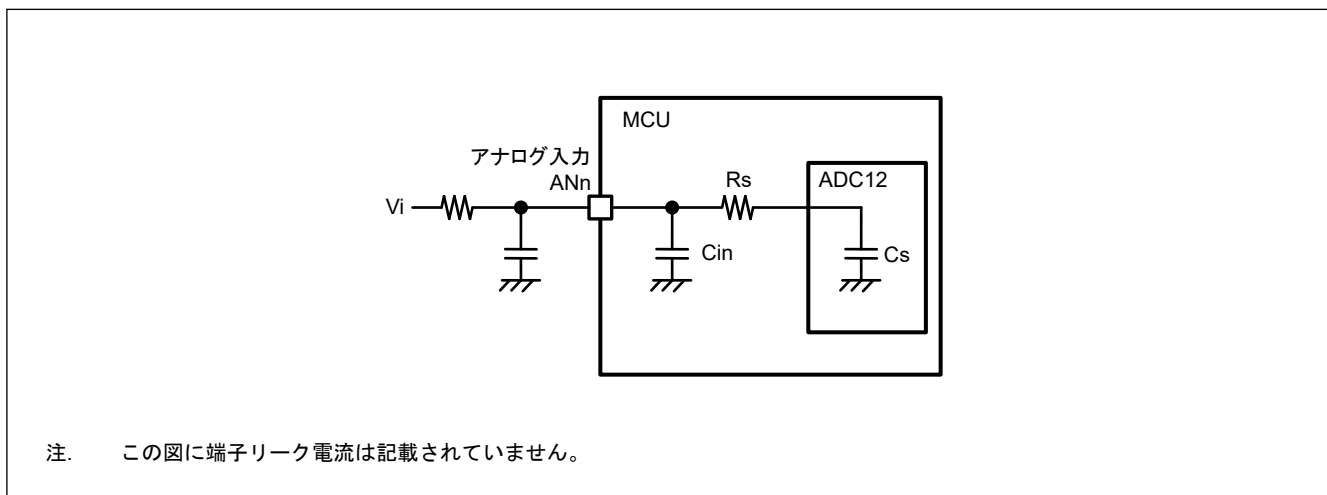 MCU
アナログ入力
ANn
Rs
ADC12
Vi
Cin
Cs
注. この図に端子リーク電流は記載されていません。